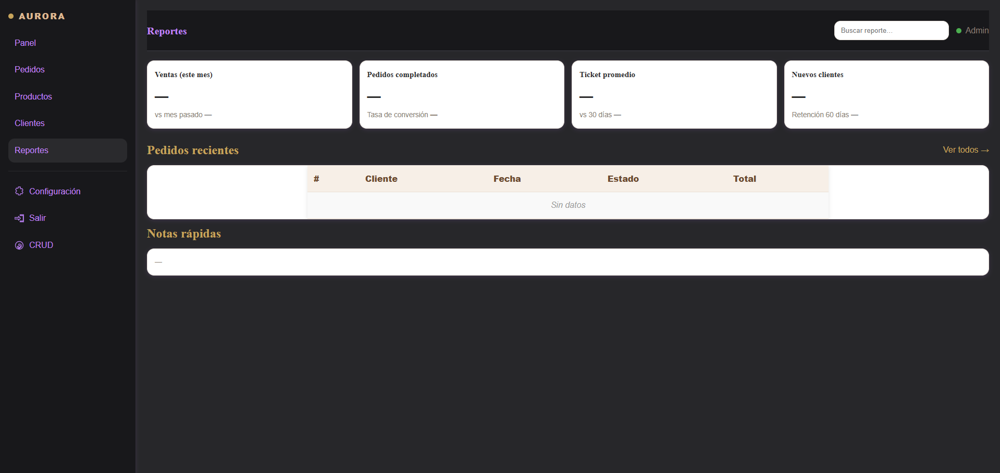 AURORA
Panel
Pedidos
Productos
Clientes
Reportes
Configuración
Salir
CRUD
Reportes
Buscar reporte...
Admin
Ventas (este mes)
—
vs mes pasado —
Pedidos completados
—
Tasa de conversión —
Ticket promedio
—
vs 30 días —
Nuevos clientes
—
Retención 60 días —
Pedidos recientes
Ver todos →
# Cliente Fecha Estado Total
Sin datos
Notas rápidas
—